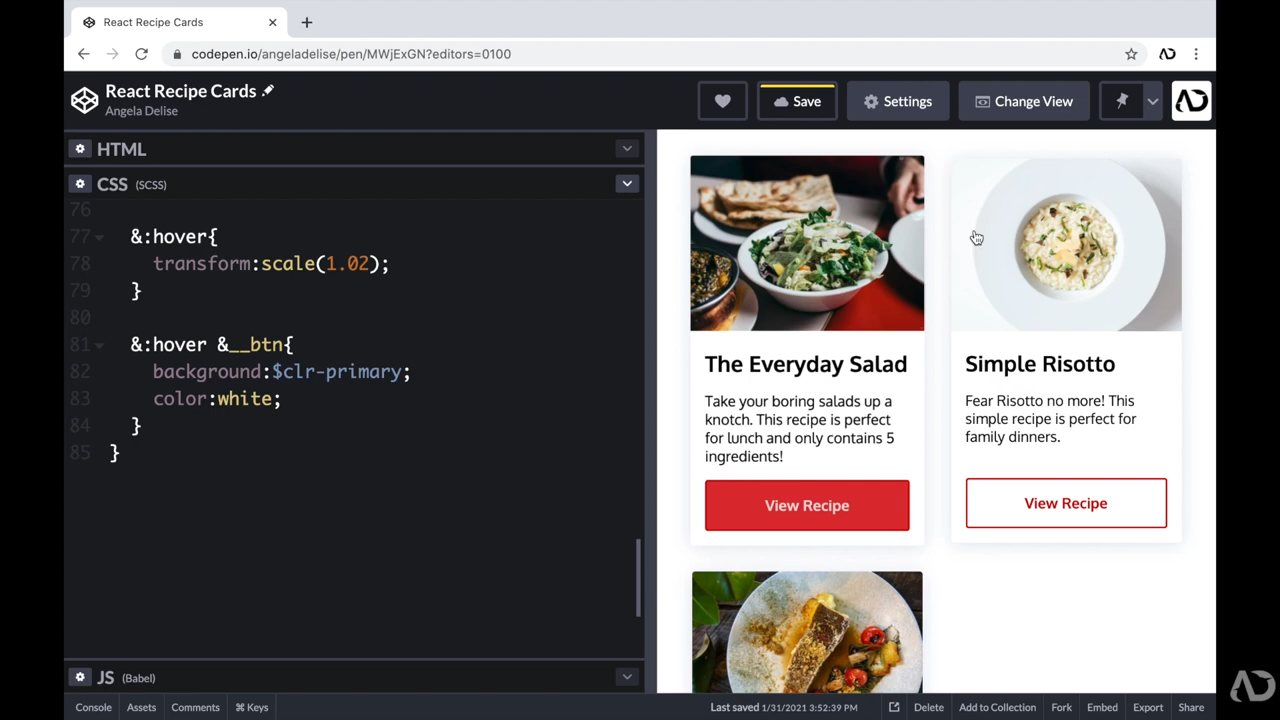 React Recipe Cards
codepen.io/angeladelise/pen/MWjExGN?editors=0100
React Recipe Cards
Angela Delise
Save
Settings
Change View
HTML
CSS (SCSS)
76
77 &:hover{
78 transform:scale(1.02);
79 }
80
81 &:hover &__btn{
82 background:$clr-primary;
83 color:white;
84 }
85 }
JS (Babel)
The Everyday Salad
Take your boring salads up a
knotch. This recipe is perfect
for lunch and only contains 5
ingredients!
View Recipe
Simple Risotto
Fear Risotto no more! This
simple recipe is perfect for
family dinners.
View Recipe
Console Assets Comments ⌘ Keys Last saved 1/31/2021 3:52:39 PM Delete Add to Collection Fork Embed Export Share